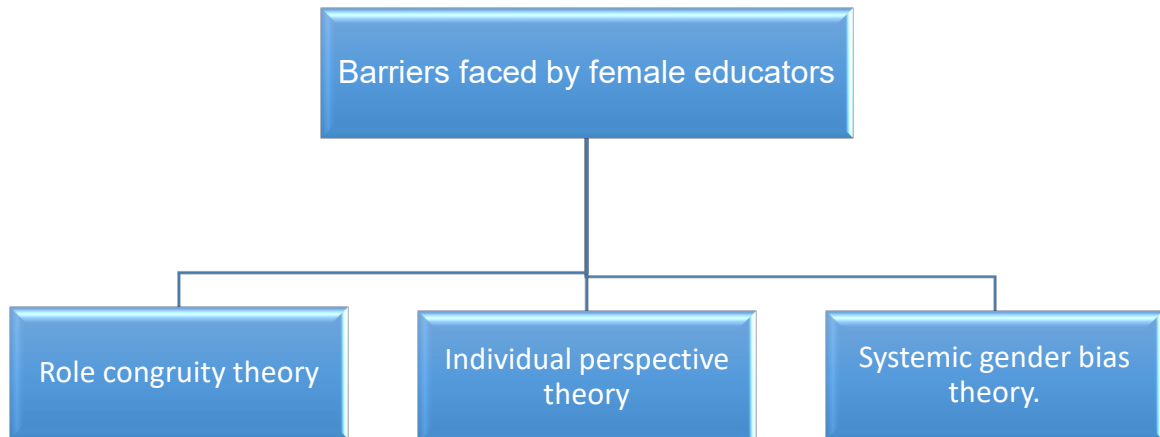 Barriers faced by female educators
Role congruity theory
Individual perspective
theory
Systemic gender bias
theory.